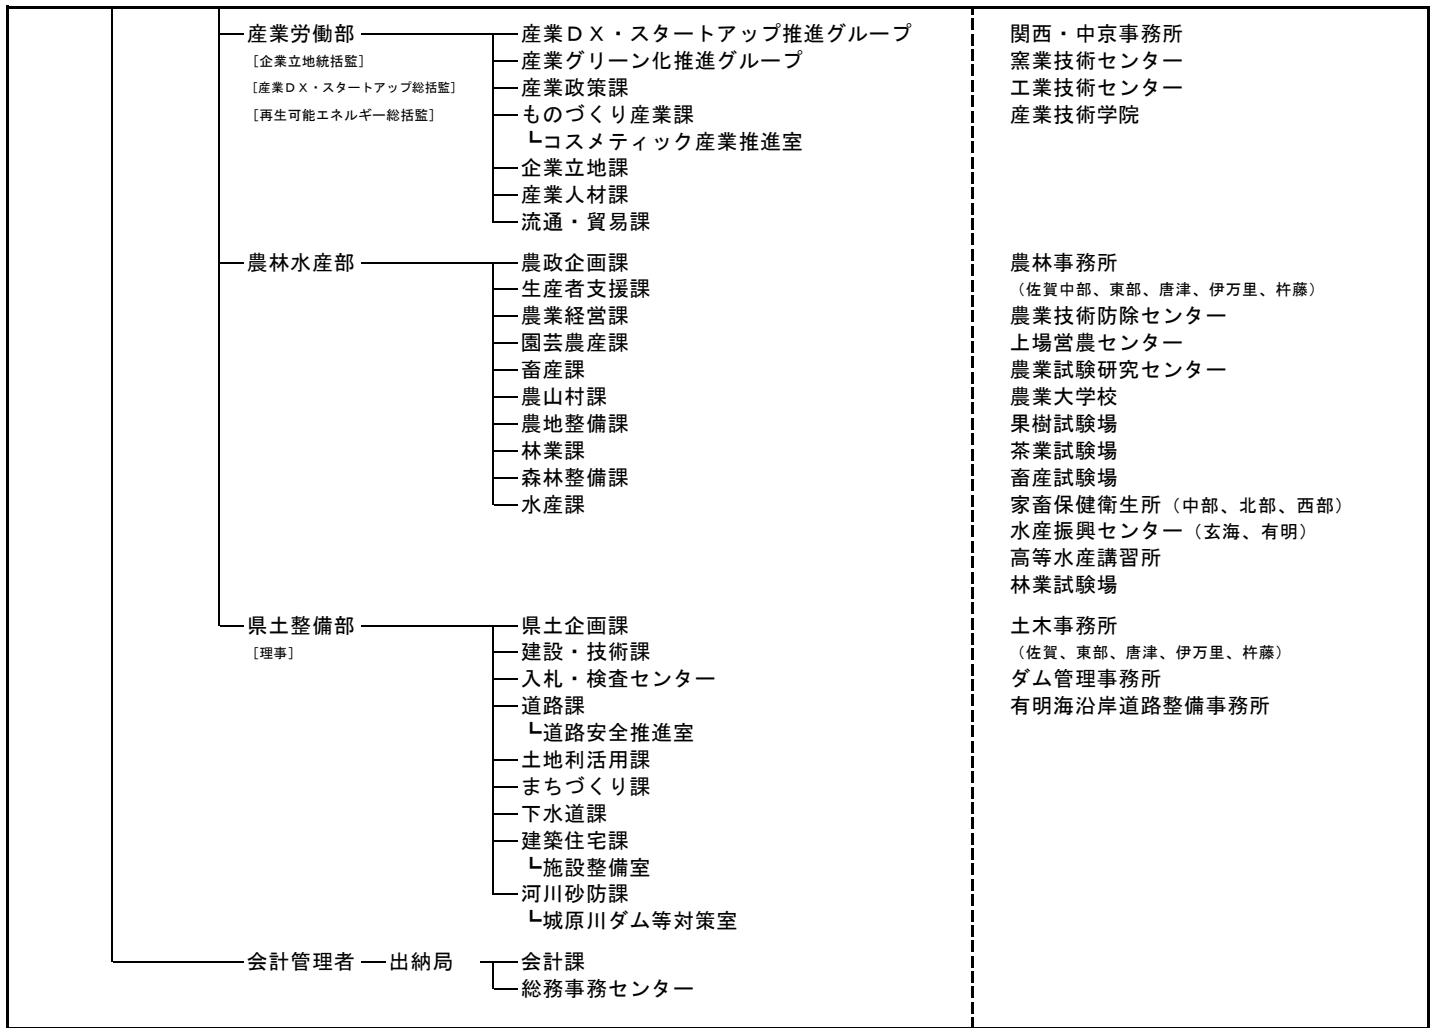 産業労働部 産業ＤＸ・スタートアップ推進グループ 関西・中京事務所
［企業立地統括監］ 産業グリーン化推進グループ 窯業技術センター
［産業ＤＸ・スタートアップ総括監］ 産業政策課 工業技術センター
［再生可能エネルギー総括監］ ものづくり産業課 産業技術学院
┗コスメティック産業推進室
企業立地課
産業人材課
流通・貿易課
農林水産部 農政企画課 農林事務所
生産者支援課 （佐賀中部、東部、唐津、伊万里、杵藤）
農業経営課 農業技術防除センター
園芸農産課 上場営農センター
畜産課 農業試験研究センター
農山村課 農業大学校
農地整備課 果樹試験場
林業課 茶業試験場
森林整備課 畜産試験場
水産課 家畜保健衛生所（中部、北部、西部）
水産振興センター（玄海、有明）
高等水産講習所
林業試験場
県土整備部 県土企画課 土木事務所
［理事］ 建設・技術課 （佐賀、東部、唐津、伊万里、杵藤）
入札・検査センター ダム管理事務所
道路課 有明海沿岸道路整備事務所
┗道路安全推進室
土地利活用課
まちづくり課
下水道課
建築住宅課
┗施設整備室
河川砂防課
┗城原川ダム等対策室
会計管理者 出納局 会計課
総務事務センター